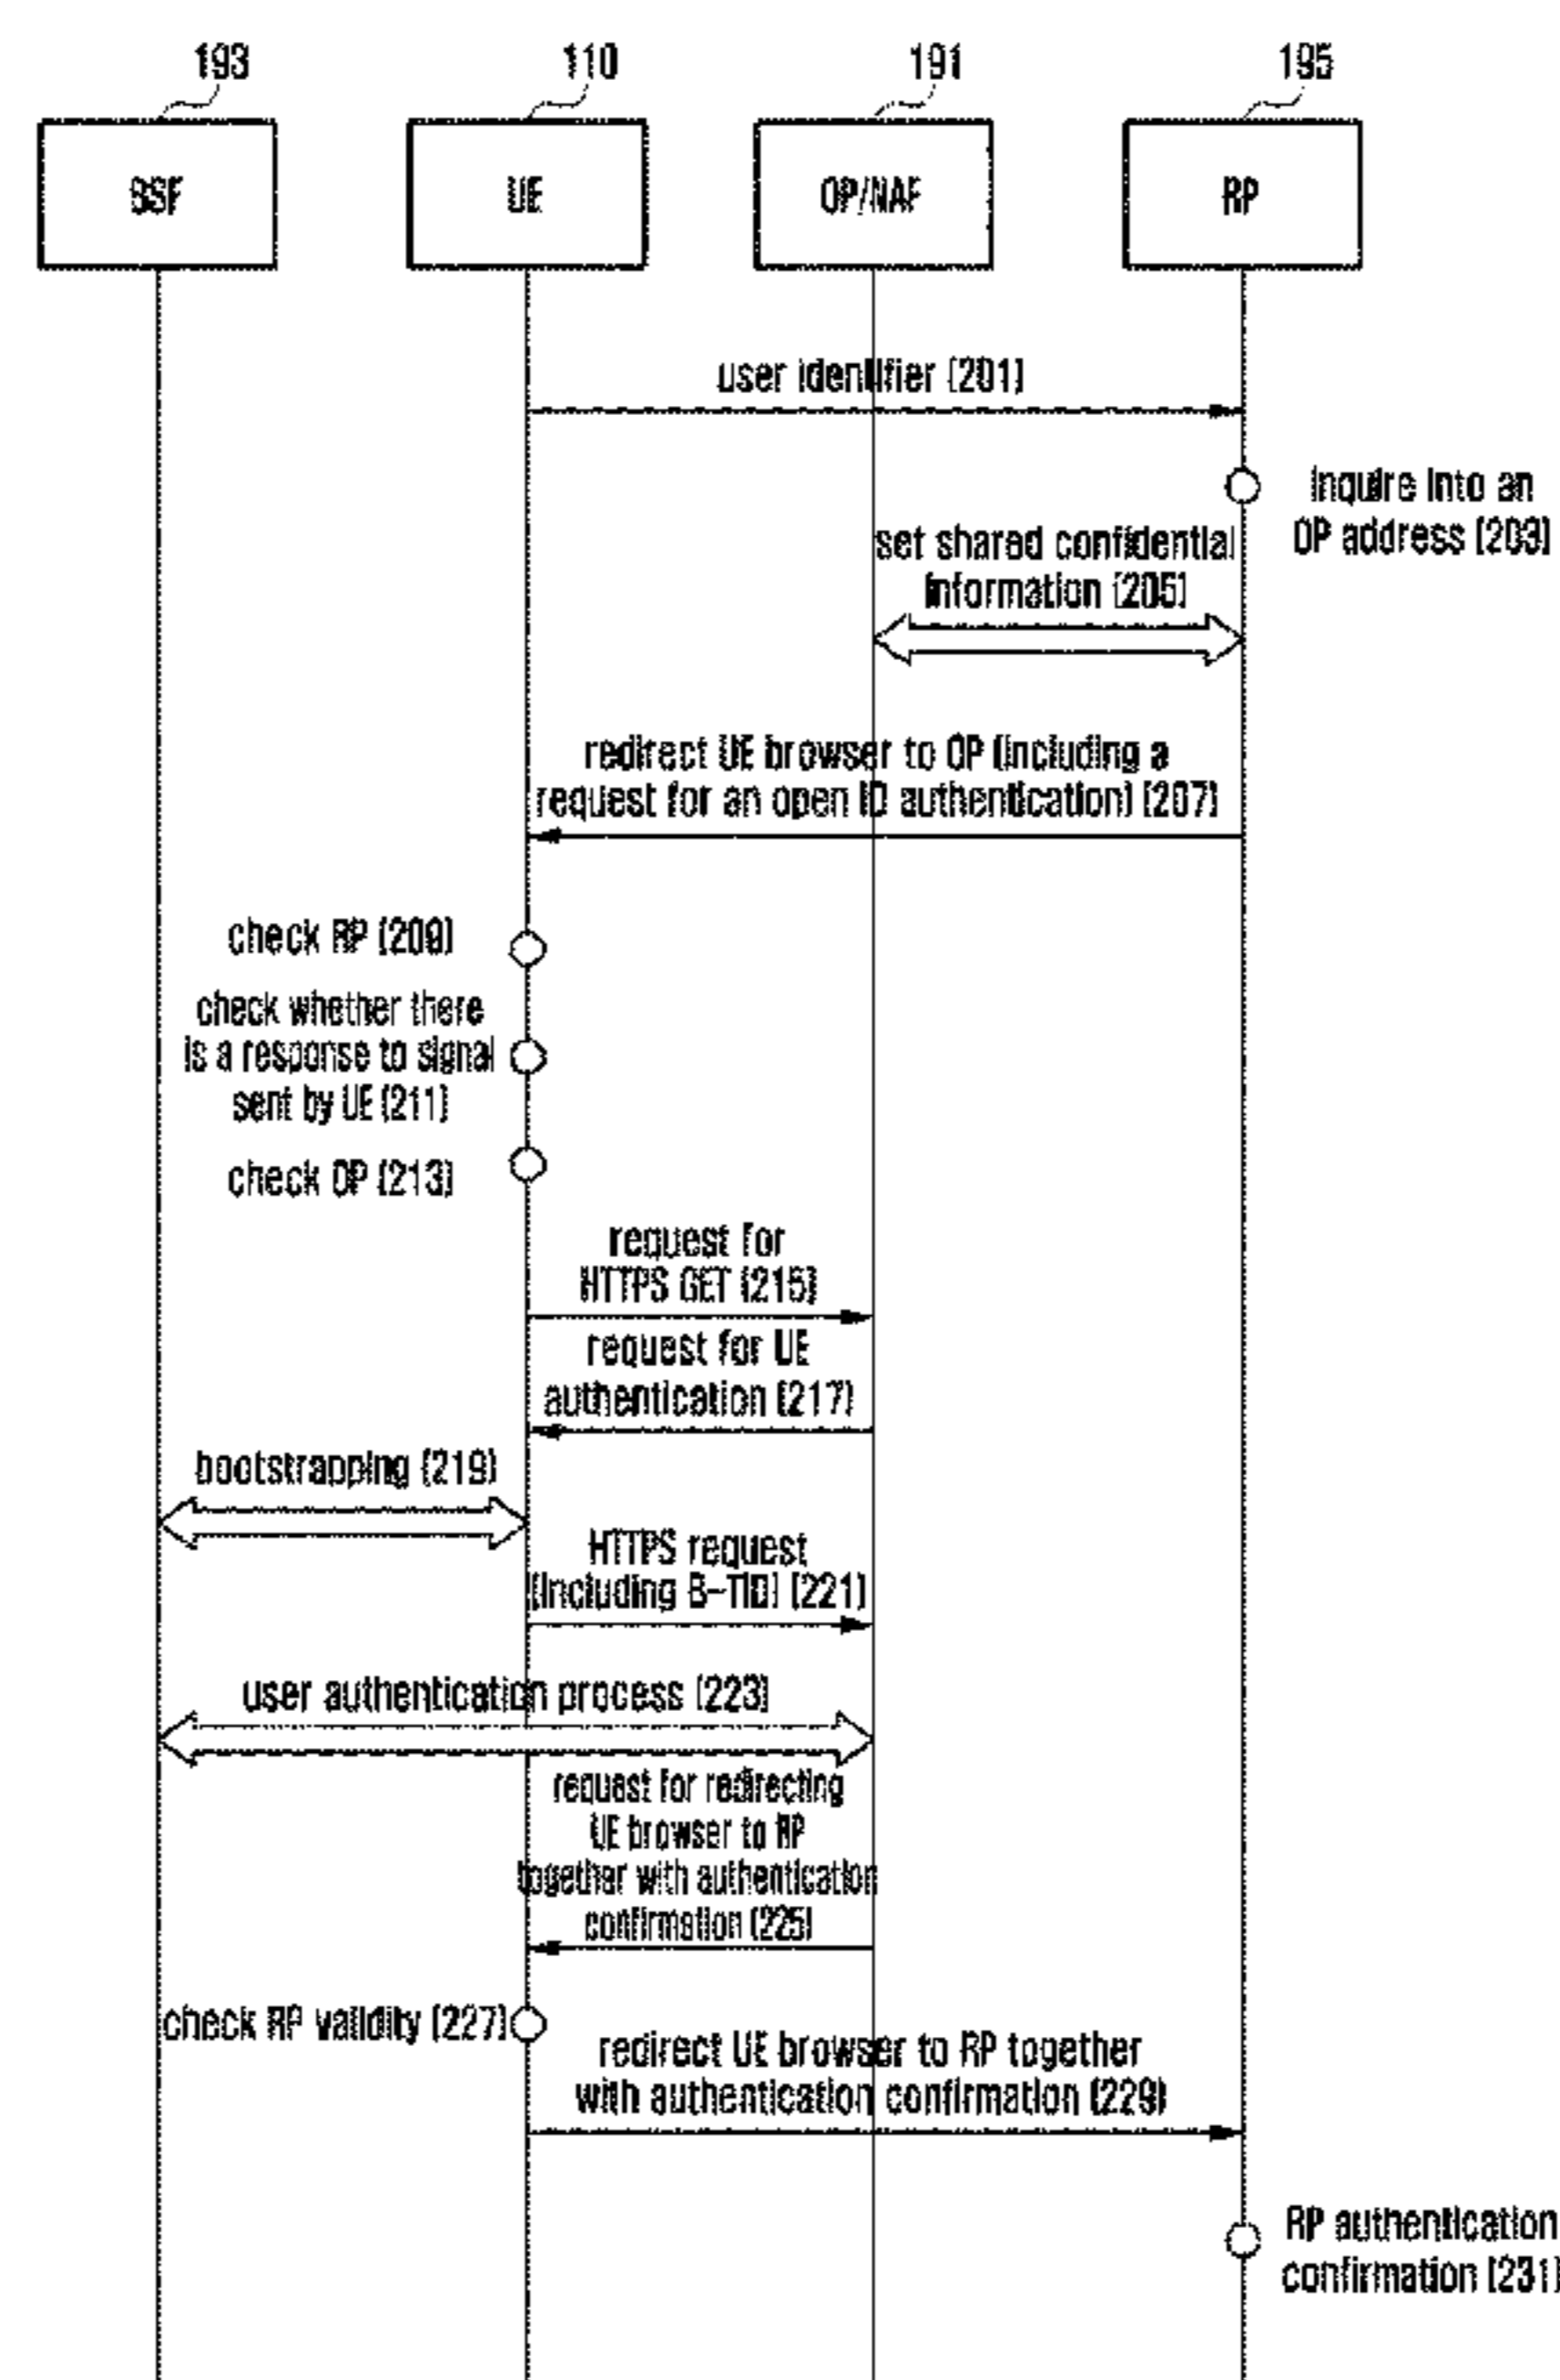 193
110
191
195
BSF
UE
OP/NAF
RP
user identifier (201)
inquire into an
OP address (203)
set shared confidential
information (205)
redirect UE browser to OP (including a
request for an open ID authentication) (207)
check RP (209)
check whether there
is a response to signal
sent by UE (211)
check OP (213)
request for
HTTPS GET (215)
request for UE
authentication (217)
bootstrapping (219)
HTTPS request
(including B-TID) (221)
user authentication process (223)
request for redirecting
UE browser to RP
together with authentication
confirmation (225)
check RP validity (227)
redirect UE browser to RP together
with authentication confirmation (229)
RP authentication
confirmation (231)